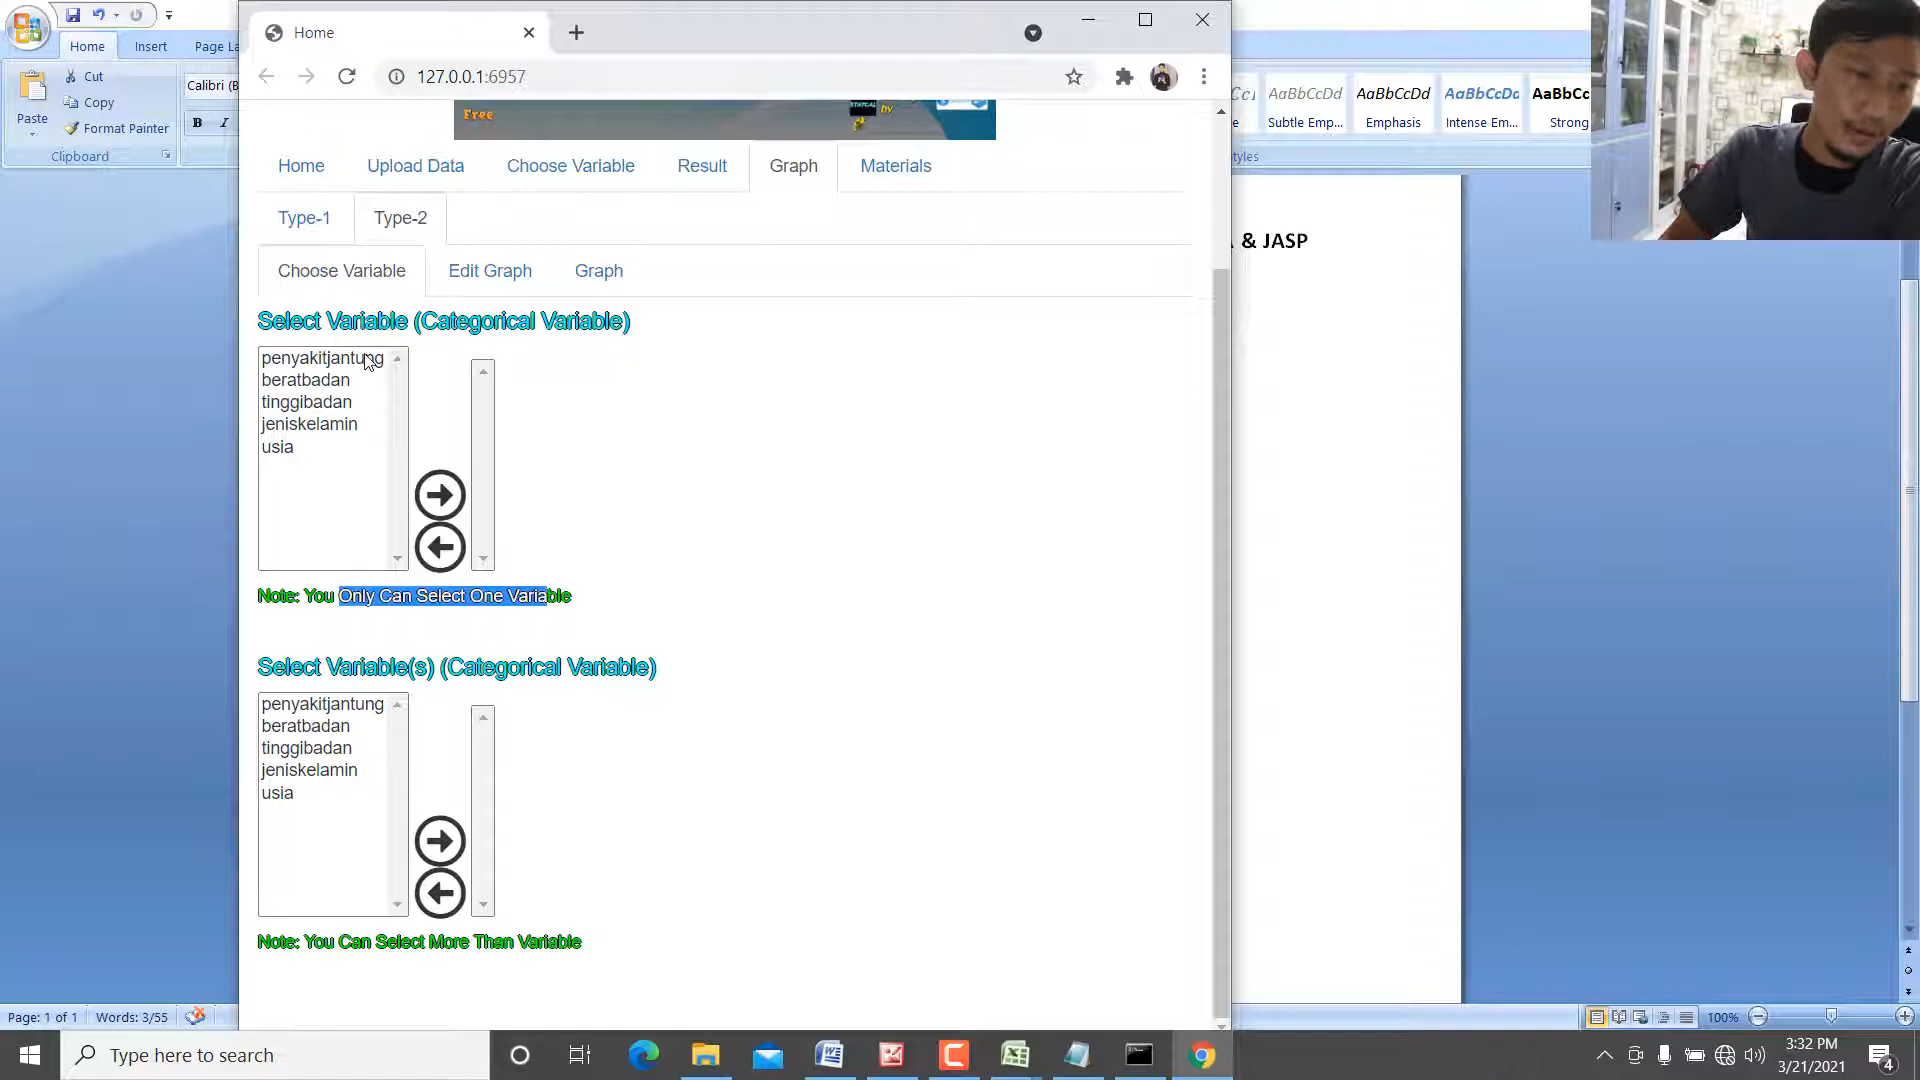 Home
Home Insert Page La
Cut
Copy
Format Painter
Paste
Clipboard
Calibri (B
B I
127.0.0.1:6957
AaBbCcDd AaBbCcDd AaBbCcDd AaBbCc
Subtle Emp... Emphasis Intense Em... Strong
Free
STATCAL by
Home Upload Data Choose Variable Result Graph Materials
Type-1 Type-2
Choose Variable Edit Graph Graph
& JASP
Select Variable (Categorical Variable)
penyakitjantung
beratbadan
tinggibadan
jeniskelamin
usia
Note: You Only Can Select One Variable
Select Variable(s) (Categorical Variable)
penyakitjantung
beratbadan
tinggibadan
jeniskelamin
usia
Note: You Can Select More Than Variable
Page: 1 of 1 Words: 3/55
100%
Type here to search
3:32 PM
3/21/2021
4